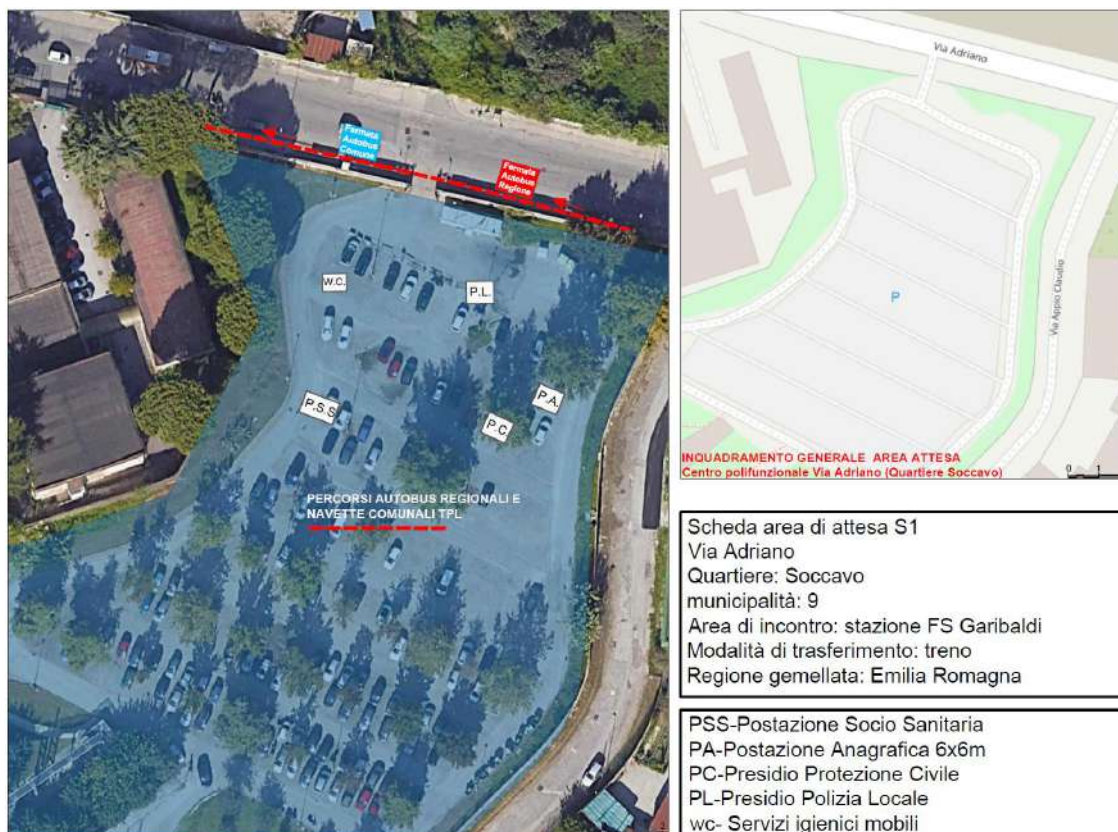 Fermata
Autobus
Comune
Fermata
Autobus
Regione
w.c.
P.L.
P.S.S
P.C
P.A.
PERCORSI AUTOBUS REGIONALI E
NAVETTE COMUNALI TPL
Via Adriano
Via Appio Claudio
P
INQUADRAMENTO GENERALE AREA ATTESA
Centro polifunzionale Via Adriano (Quartiere Soccavo)
0 1
Scheda area di attesa S1
Via Adriano
Quartiere: Soccavo
municipalità: 9
Area di incontro: stazione FS Garibaldi
Modalità di trasferimento: treno
Regione gemellata: Emilia Romagna
PSS-Postazione Socio Sanitaria
PA-Postazione Anagrafica 6x6m
PC-Presidio Protezione Civile
PL-Presidio Polizia Locale
wc- Servizi igienici mobili